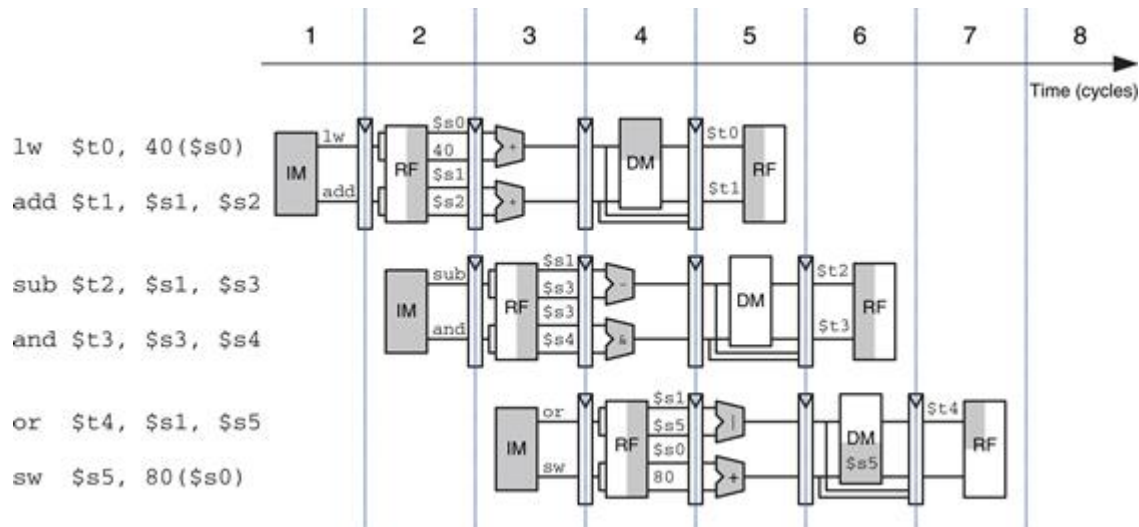 1 2 3 4 5 6 7 8
Time (cycles)
lw $t0, 40($s0)
add $t1, $s1, $s2
IM
lw
add
RF
$s0
40
$s1
$s2
+
+
DM
$t0
$t1
RF
sub $t2, $s1, $s3
and $t3, $s3, $s4
IM
sub
and
RF
$s1
$s3
$s3
$s4
-
&
DM
$t2
$t3
RF
or $t4, $s1, $s5
sw $s5, 80($s0)
IM
or
sw
RF
$s1
$s5
$s0
80
|
+
DM
$s5
$t4
RF